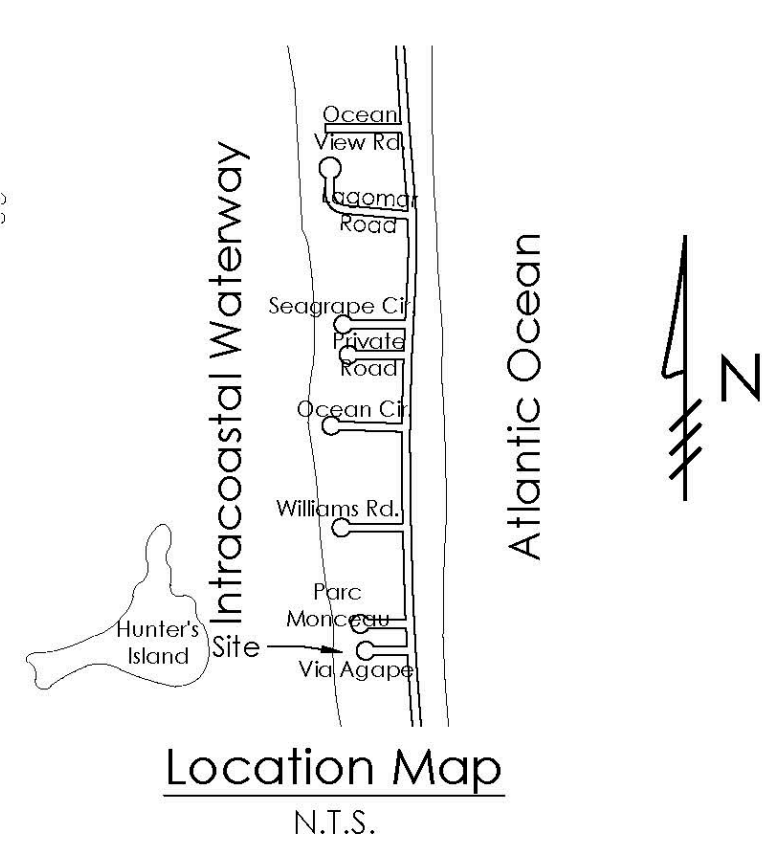 Ocean
View Rd.
Lagomar
Road
Intracoastal Waterway
Atlantic Ocean
Seagrape Cir.
Private
Road
N
Ocean Cir.
Williams Rd.
Parc
Monceau
Hunter's
Island
Site
Via Agape
Location Map
N.T.S.